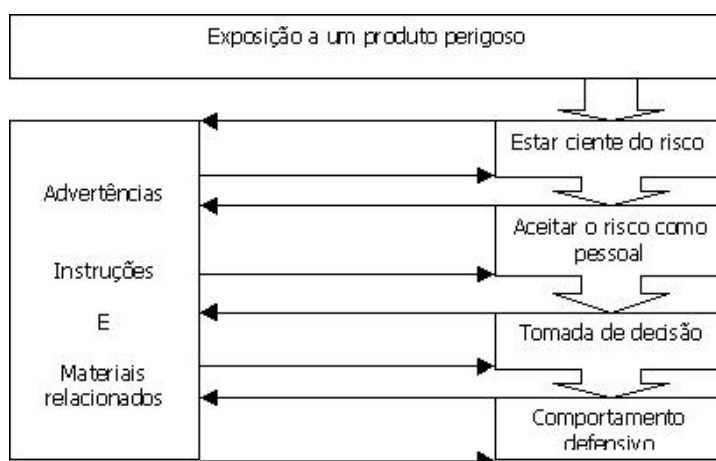 Exposição a um produto perigoso
Estar ciente do risco
Advertências
Aceitar o risco como
pessoal
Instruções
E
Tomada de decisão
Materiais
relacionados
Comportamento
defensivo